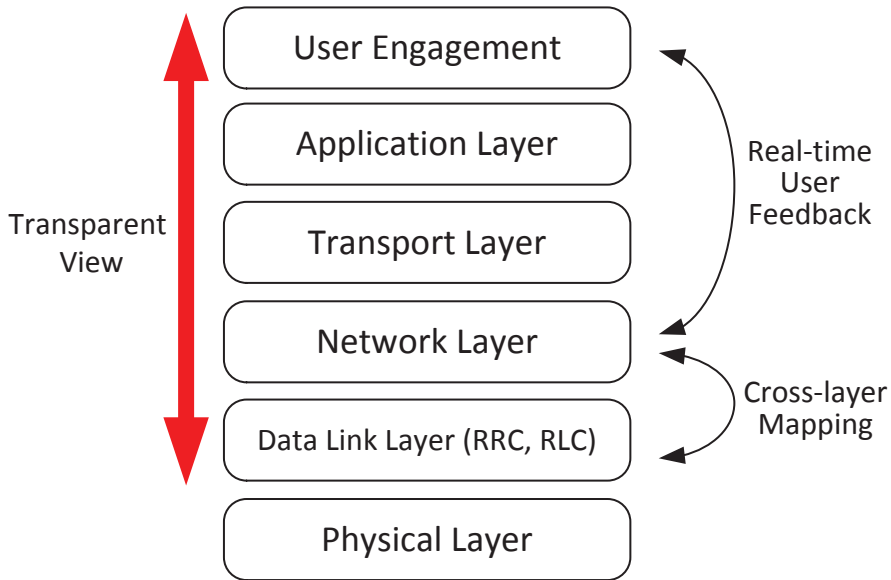 User Engagement
Application Layer
Transport Layer
Network Layer
Data Link Layer (RRC, RLC)
Physical Layer
Transparent
View
Real-time
User
Feedback
Cross-layer
Mapping